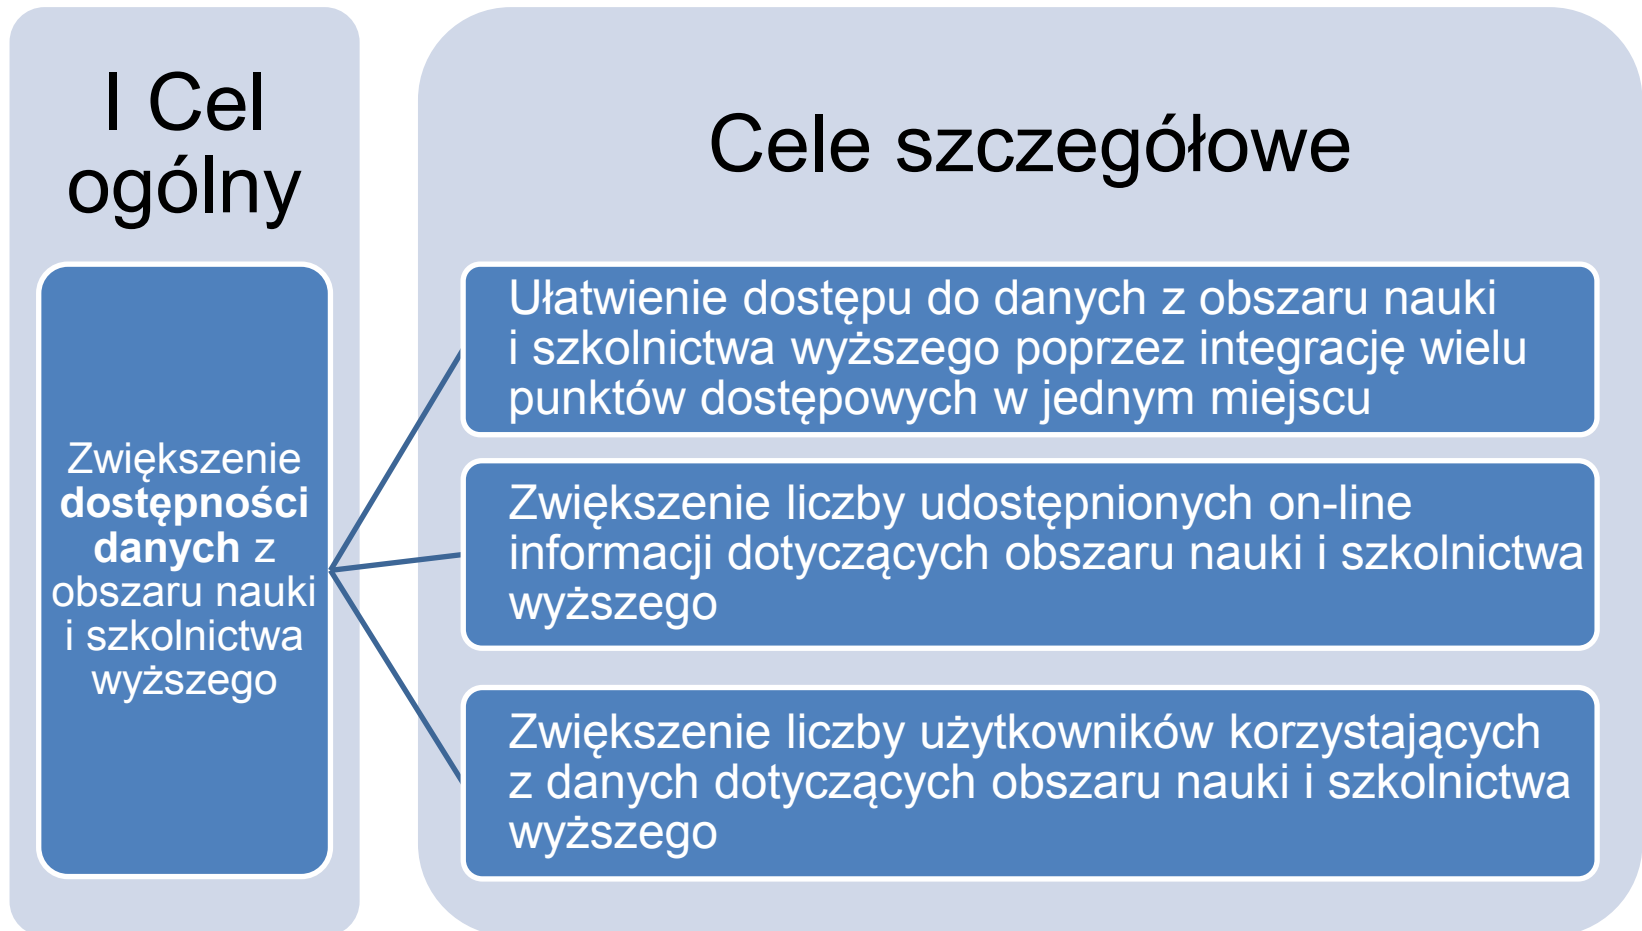 I Cel
ogólny
Zwiększenie
dostępności
danych z
obszaru nauki
i szkolnictwa
wyższego
Cele szczegółowe
Ułatwienie dostępu do danych z obszaru nauki
i szkolnictwa wyższego poprzez integrację wielu
punktów dostępowych w jednym miejscu
Zwiększenie liczby udostępnionych on-line
informacji dotyczących obszaru nauki i szkolnictwa
wyższego
Zwiększenie liczby użytkowników korzystających
z danych dotyczących obszaru nauki i szkolnictwa
wyższego